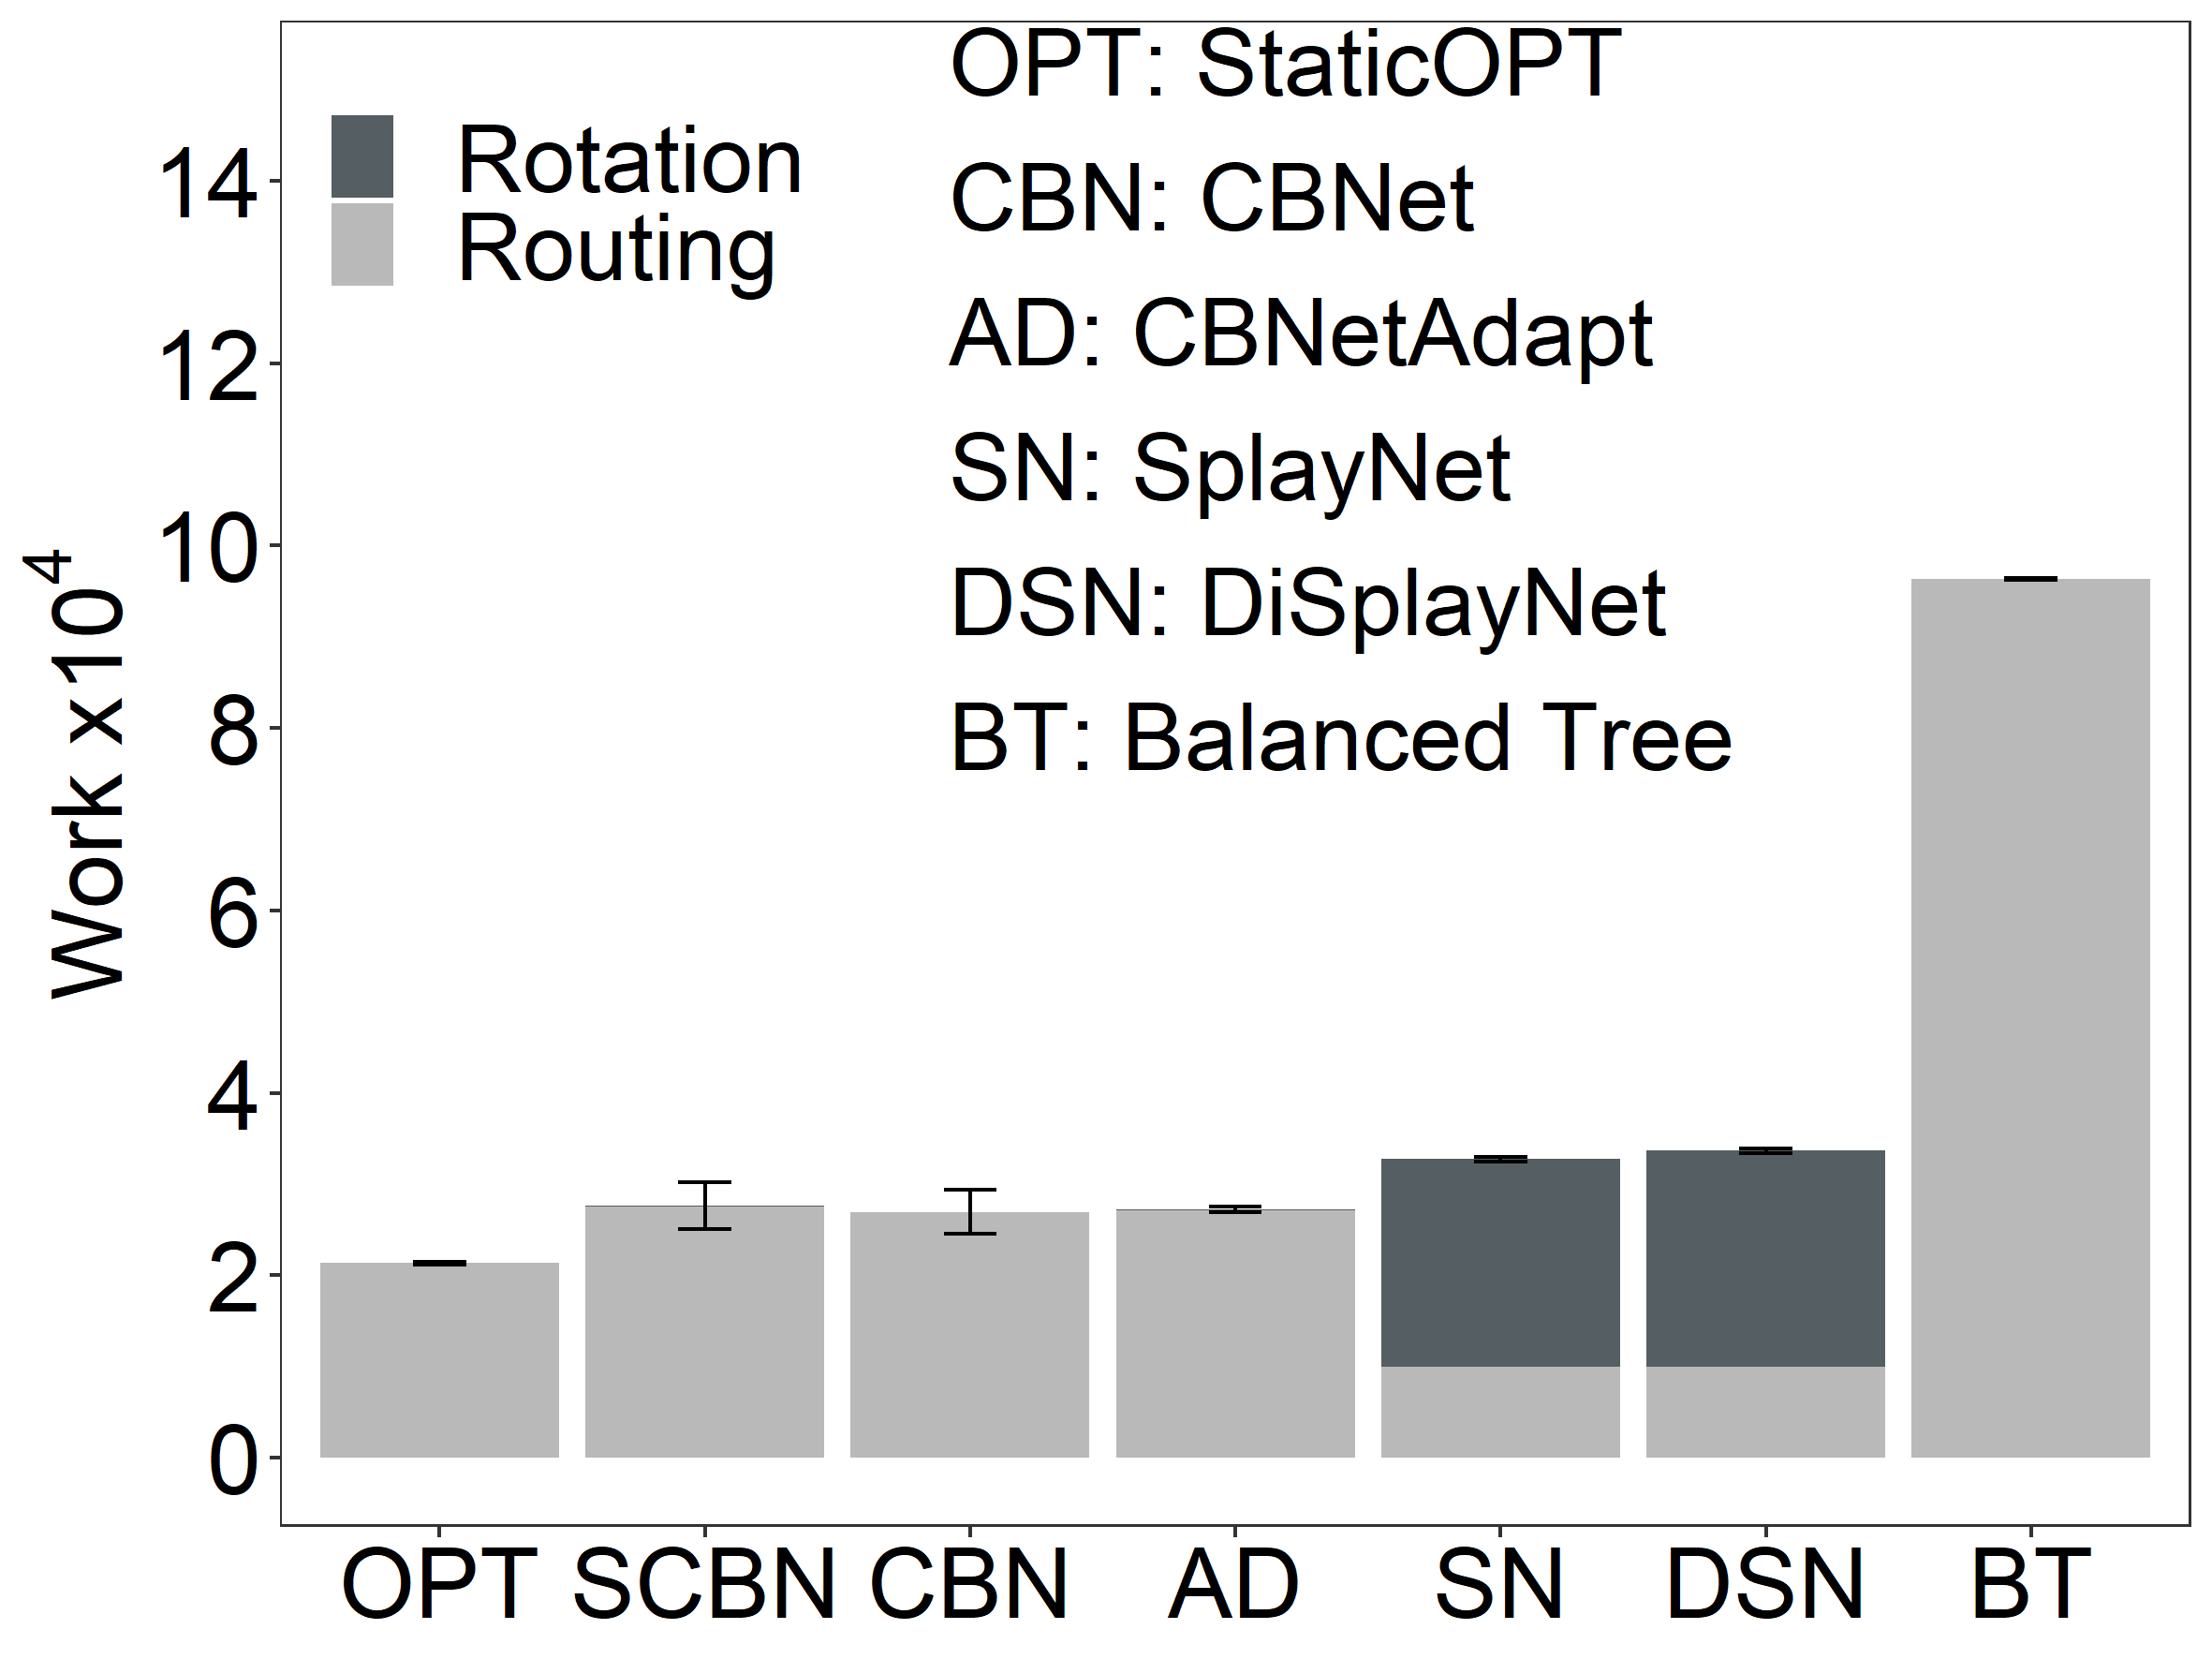 OPT: StaticOPT
Rotation
Routing
CBN: CBNet
AD: CBNetAdapt
SN: SplayNet
DSN: DiSplayNet
BT: Balanced Tree
Work x10^4
14
12
10
8
6
4
2
0
OPT SCBN CBN AD SN DSN BT